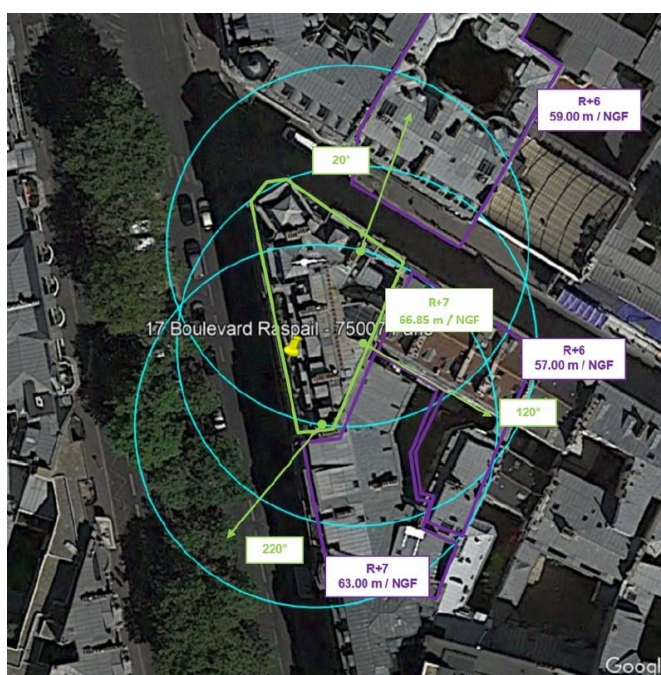 R+6
59.00 m / NGF
20°
R+7
66.85 m / NGF
17 Boulevard Raspail - 75007 Paris
R+6
57.00 m / NGF
120°
220°
R+7
63.00 m / NGF
Googl